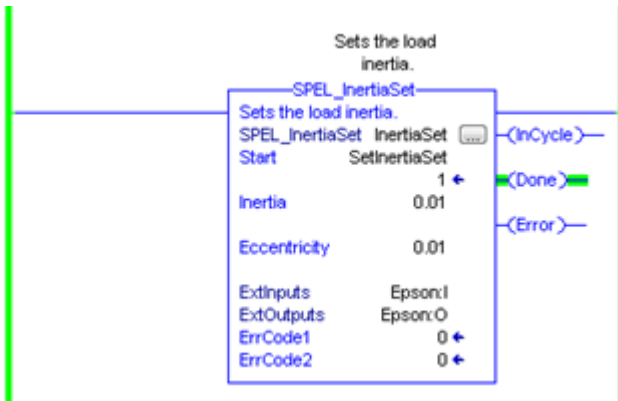 Sets the load
inertia.
SPEL_InertiaSet
Sets the load inertia.
SPEL_InertiaSet InertiaSet ... (InCycle)
Start SetInertiaSet
1 (Done)
Inertia 0.01
(Error)
Eccentricity 0.01
ExtInputs Epson:I
ExtOutputs Epson:O
ErrCode1 0
ErrCode2 0